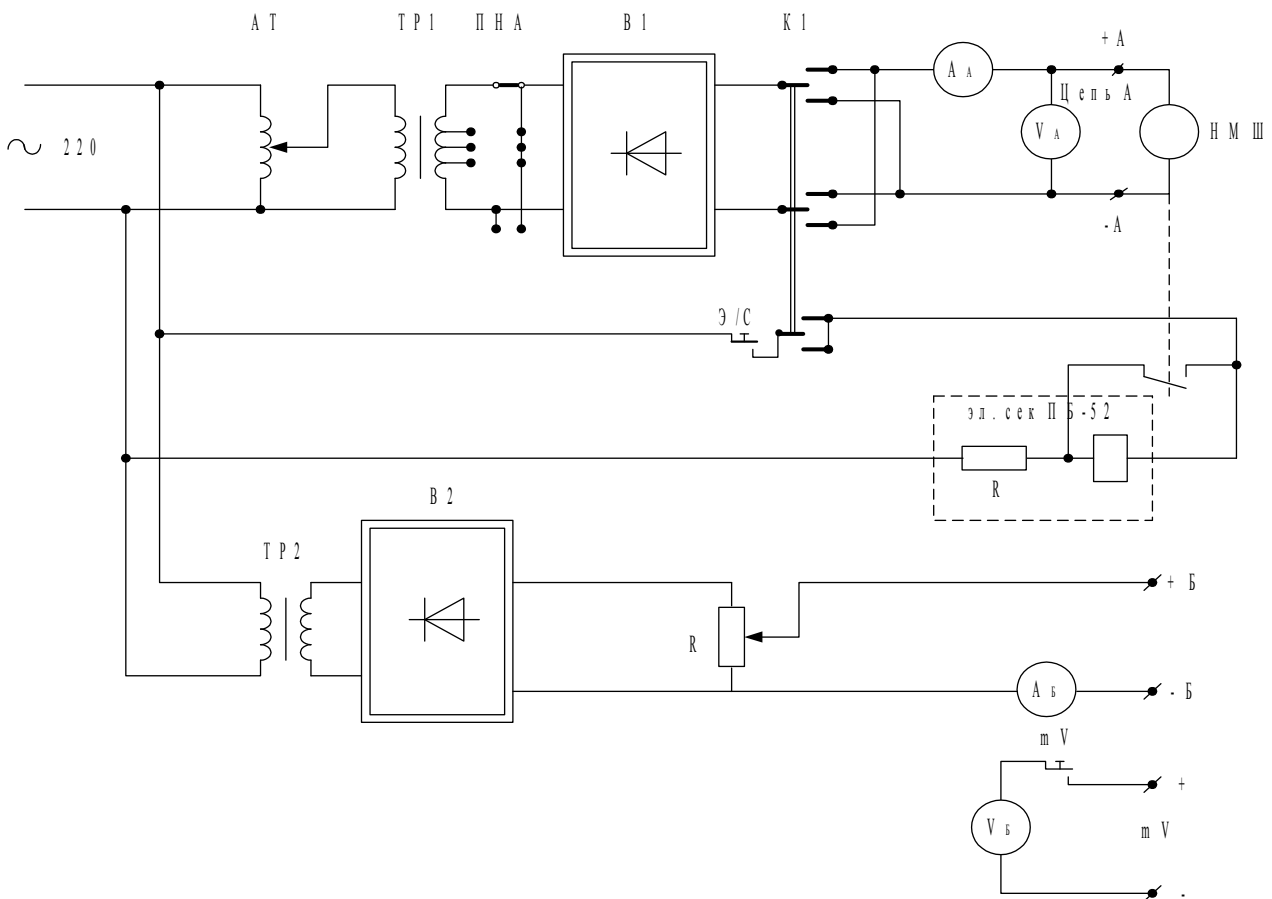 АТ
ТР1
ПНА
В1
К1
+А
А А
Цепь А
V А
НМШ
~ 220
-А
Э/С
эл.сек ПБ-52
R
В2
ТР2
+ Б
R
А Б
- Б
mV
+
V Б
mV
-